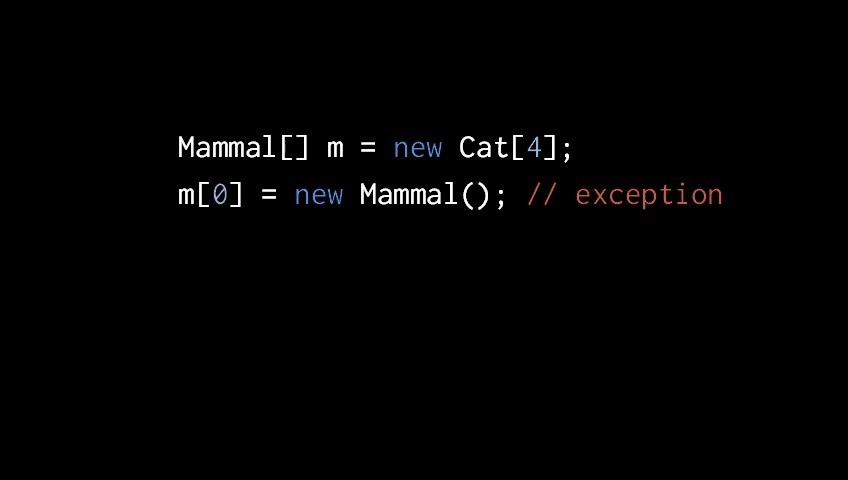 Mammal[] m = new Cat[4];
m[0] = new Mammal(); // exception